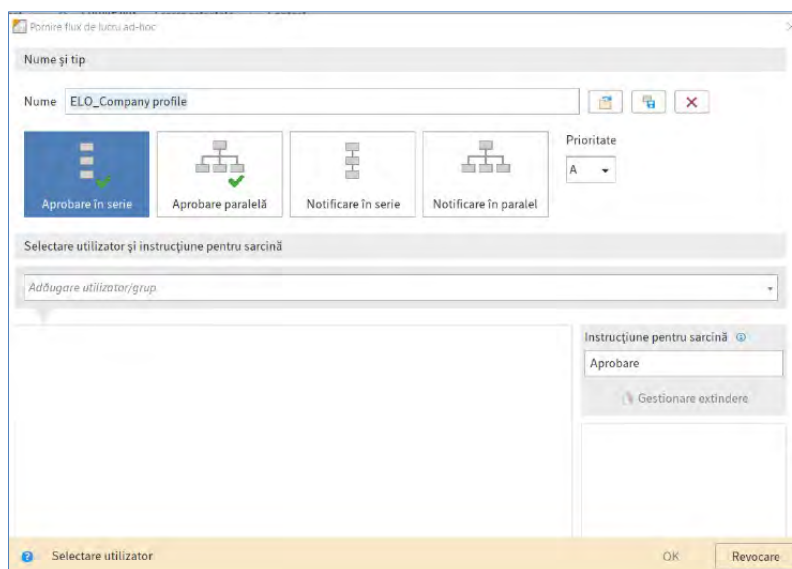 Pornire flux de lucru ad-hoc
Nume și tip
Nume ELO_Company profile
Prioritate
A
Aprobare în serie Aprobare paralelă Notificare în serie Notificare în paralel
Selectare utilizator și instrucțiune pentru sarcină
Adăugare utilizator/grup
Instrucțiune pentru sarcină
Aprobare
Gestionare extindere
Selectare utilizator OK Revocare